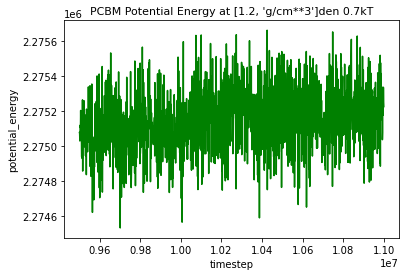 PCBM Potential Energy at [1.2, 'g/cm**3']den 0.7kT
1e6
2.2756
2.2754
2.2752
2.2750
2.2748
2.2746
potential_energy
0.96 0.98 1.00 1.02 1.04 1.06 1.08 1.10
timestep
1e7